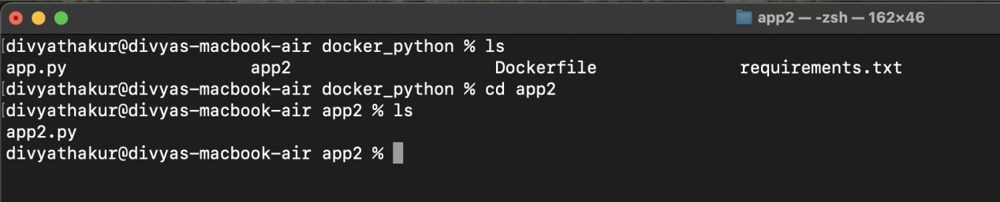 app2 — -zsh — 162×46
[divyathakur@divyas-macbook-air docker_python % ls
app.py app2 Dockerfile requirements.txt
[divyathakur@divyas-macbook-air docker_python % cd app2
[divyathakur@divyas-macbook-air app2 % ls
app2.py
divyathakur@divyas-macbook-air app2 %